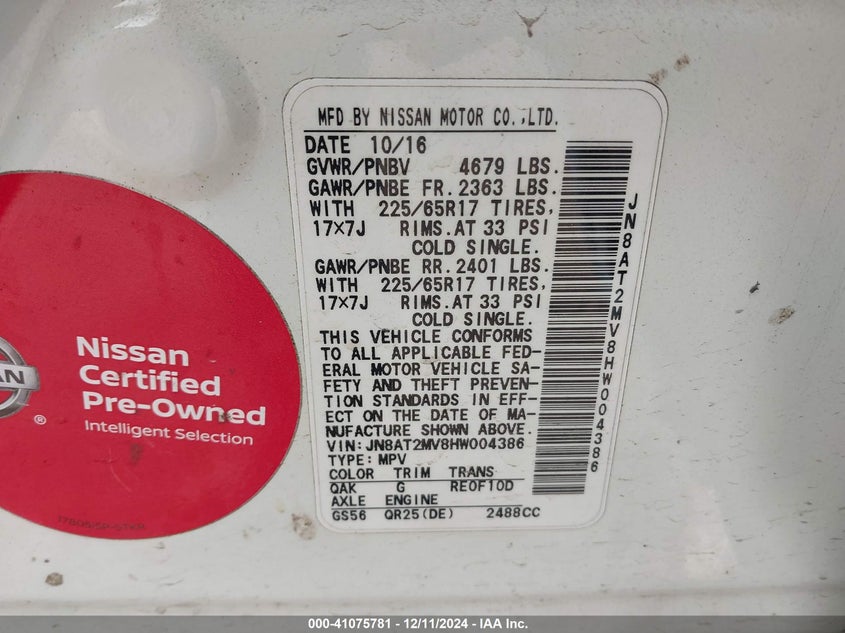 MFD BY NISSAN MOTOR CO.,LTD.
DATE 10/16
GVWR/PNBV 4679 LBS.
GAWR/PNBE FR. 2363 LBS.
WITH 225/65R17 TIRES,
17×7J RIMS.AT 33 PSI
COLD SINGLE.
GAWR/PNBE RR. 2401 LBS.
WITH 225/65R17 TIRES,
17×7J RIMS.AT 33 PSI
COLD SINGLE.
THIS VEHICLE CONFORMS
TO ALL APPLICABLE FED-
ERAL MOTOR VEHICLE SA-
FETY AND THEFT PREVEN-
TION STANDARDS IN EFF-
ECT ON THE DATE OF MA-
NUFACTURE SHOWN ABOVE.
VIN:JN8AT2MV8HW004386
TYPE:MPV
COLOR TRIM TRANS
QAK G RE0F10D
AXLE ENGINE
GS56 QR25(DE) 2488CC
JN8AT2MV8HW004386
Nissan
Certified
Pre-Owned
Intelligent Selection
®
000-41075781 - 12/11/2024 - IAA Inc.